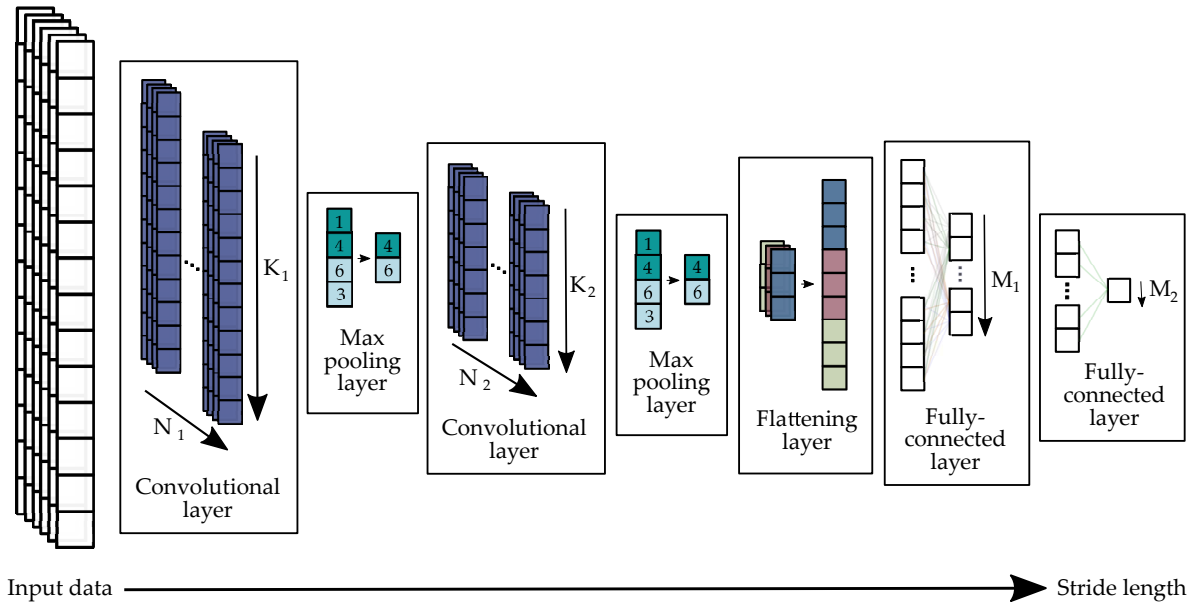 K1
N1
Convolutional
layer
1
4
6
3
4
6
Max
pooling
layer
K2
N2
Convolutional
layer
1
4
6
3
4
6
Max
pooling
layer
Flattening
layer
M1
Fully-
connected
layer
M2
Fully-
connected
layer
Input data
Stride length